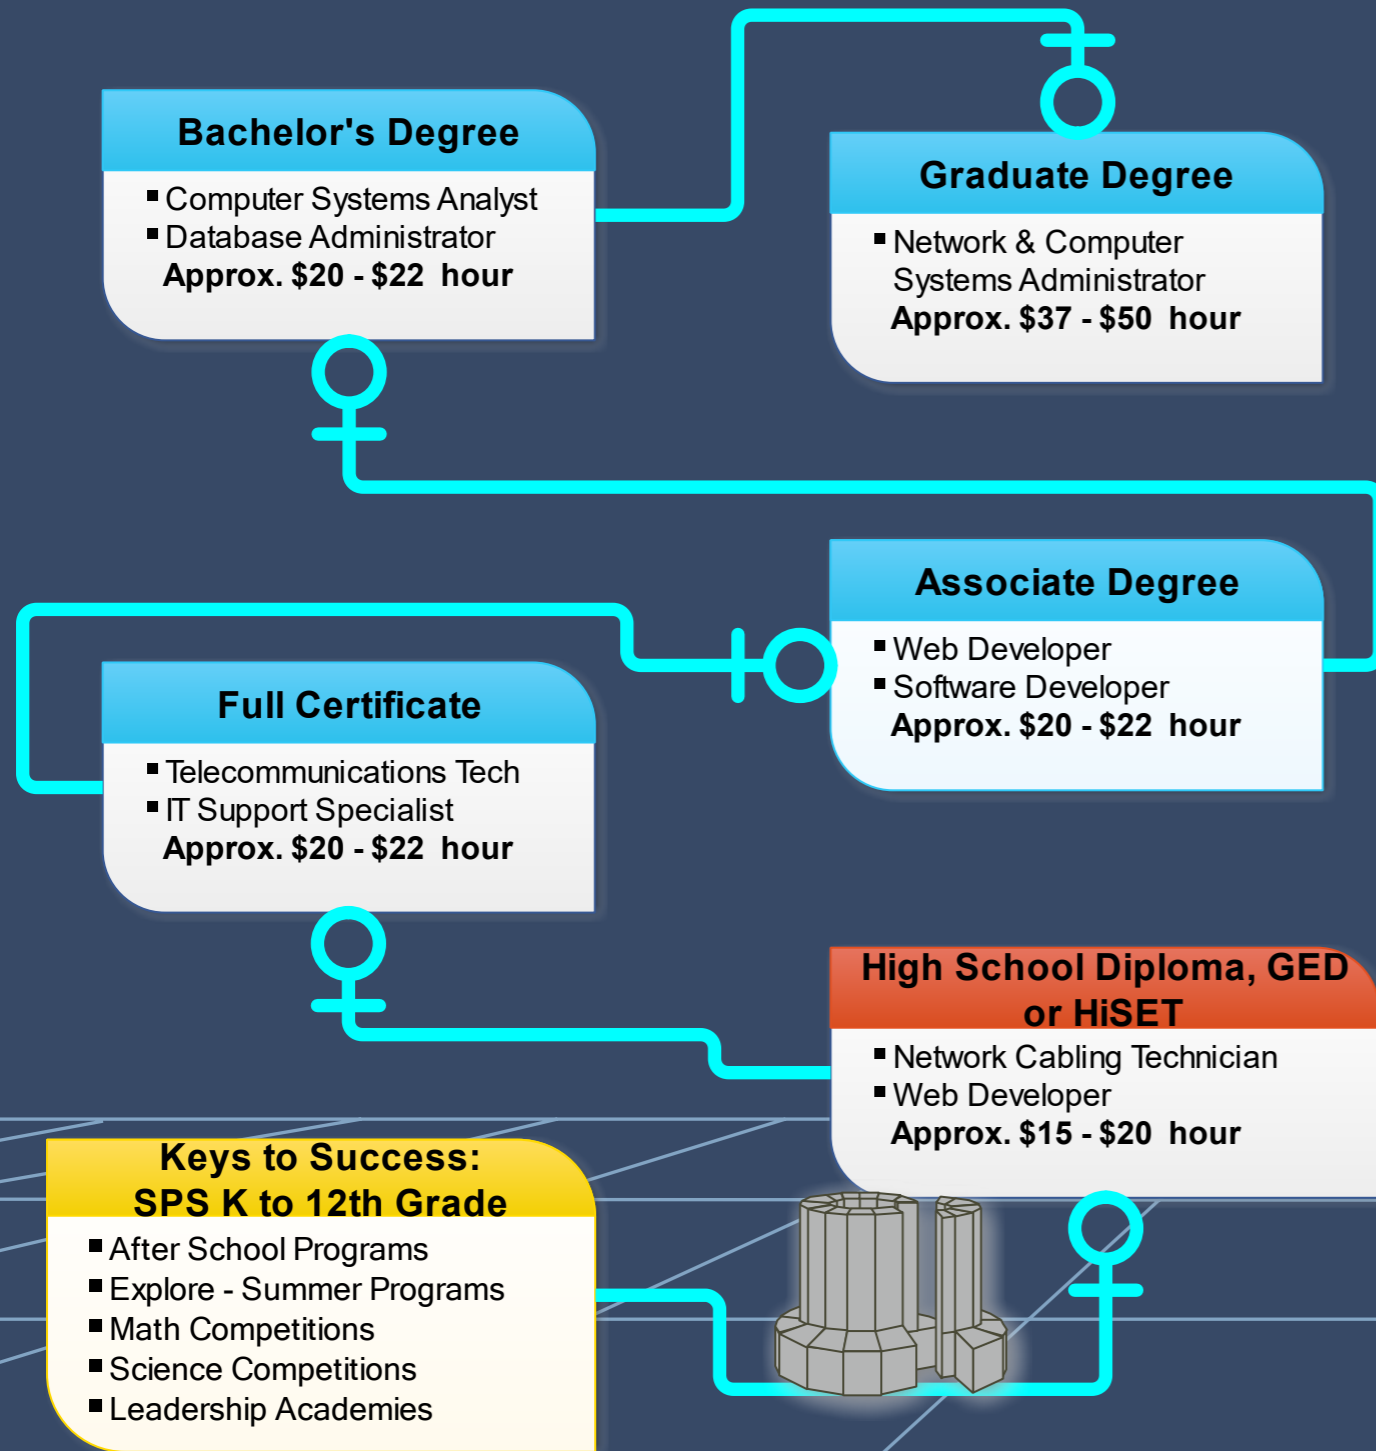 Bachelor's Degree
▪ Computer Systems Analyst
▪ Database Administrator
Approx. $20 - $22 hour
Graduate Degree
▪ Network & Computer
Systems Administrator
Approx. $37 - $50 hour
Associate Degree
▪ Web Developer
▪ Software Developer
Approx. $20 - $22 hour
Full Certificate
▪ Telecommunications Tech
▪ IT Support Specialist
Approx. $20 - $22 hour
High School Diploma, GED
or HiSET
▪ Network Cabling Technician
▪ Web Developer
Approx. $15 - $20 hour
Keys to Success:
SPS K to 12th Grade
▪ After School Programs
▪ Explore - Summer Programs
▪ Math Competitions
▪ Science Competitions
▪ Leadership Academies